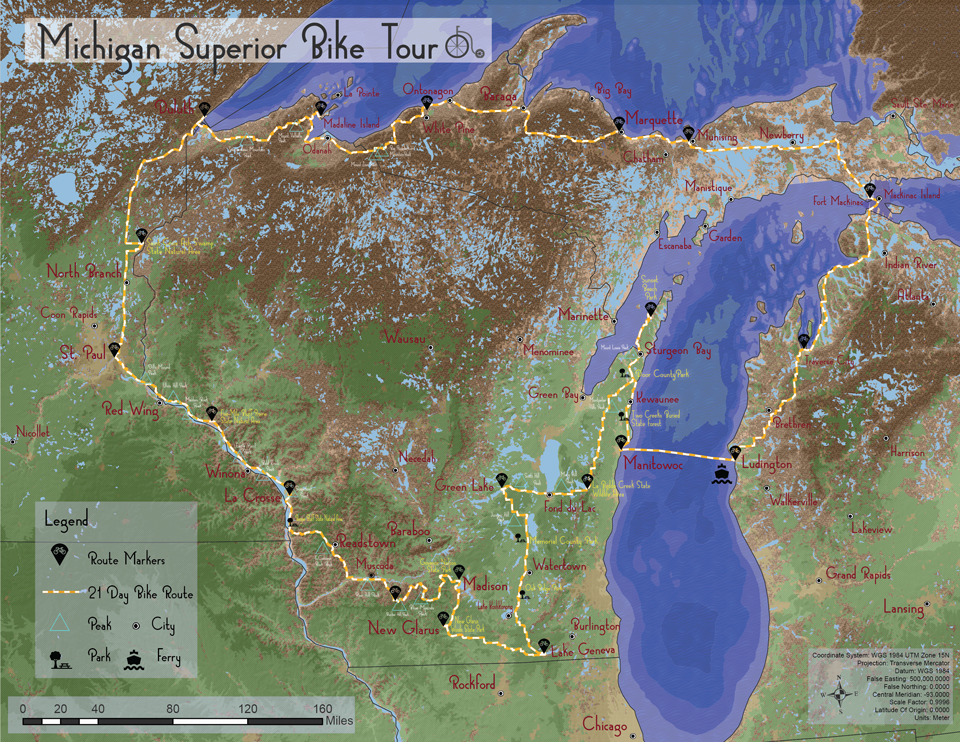 Michigan Superior Bike Tour
Duluth
La Pointe
Madaline Island
Odanah
Ontonagon
White Pine
Baraga
Big Bay
Marquette
Chatham
Munising
Newberry
Sault Ste. Marie
Manistique
Fort Mackinac
Mackinac Island
Escanaba
Garden
Indian River
Atlanta
North Branch
Coon Rapids
St. Paul
Red Wing
Nicollet
Winona
La Crosse
Wausau
Marinette
Menominee
Sturgeon Bay
Green Bay
Kewaunee
Two Creeks Buried
State Forest
Traverse City
Brethren
Harrison
Manitowoc
Ludington
Walkerville
Lakeview
Grand Rapids
Lansing
Necedah
Green Lake
Fond du Lac
Baraboo
Readstown
Muscoda
Memorial County Park
Watertown
Madison
New Glarus
Burlington
Lake Geneva
Rockford
Chicago
Legend
Route Markers
21 Day Bike Route
Peak
City
Park
Ferry
0 20 40 80 120 160
Miles
Coordinate System: WGS 1984 UTM Zone 15N
Projection: Transverse Mercator
Datum: WGS 1984
False Easting: 500,000.0000
False Northing: 0.0000
Central Meridian: -93.0000
Scale Factor: 0.9996
Latitude Of Origin: 0.0000
Units: Meter
N
W
E
S